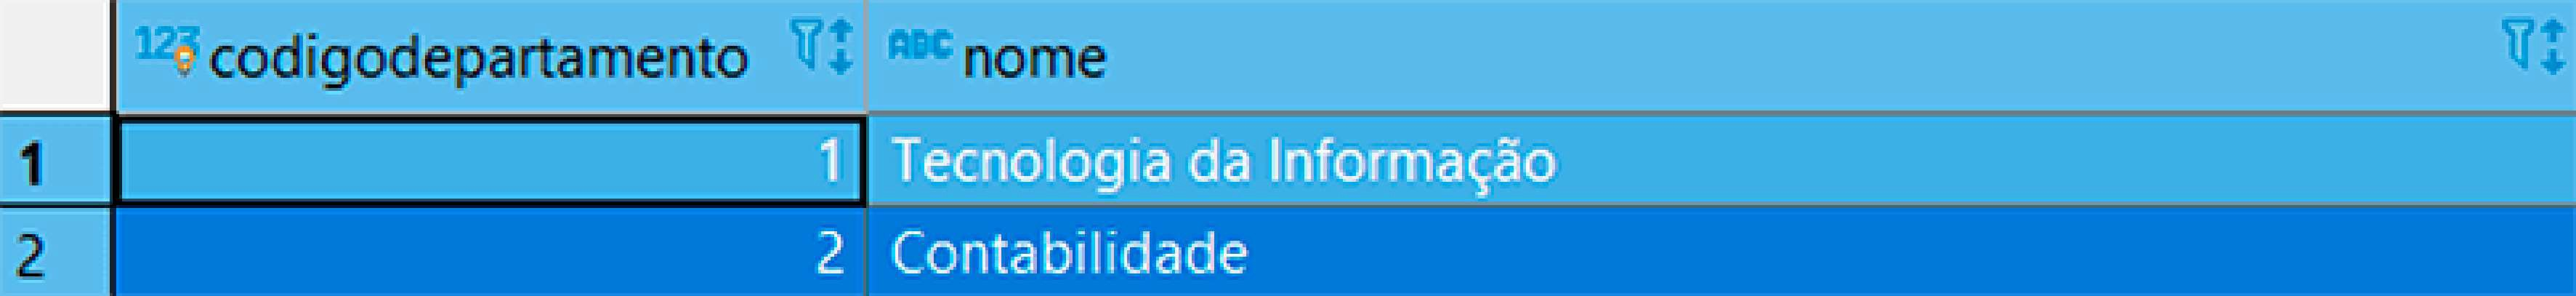 123 codigodepartamento ABC nome
1 1 Tecnologia da Informação
2 2 Contabilidade